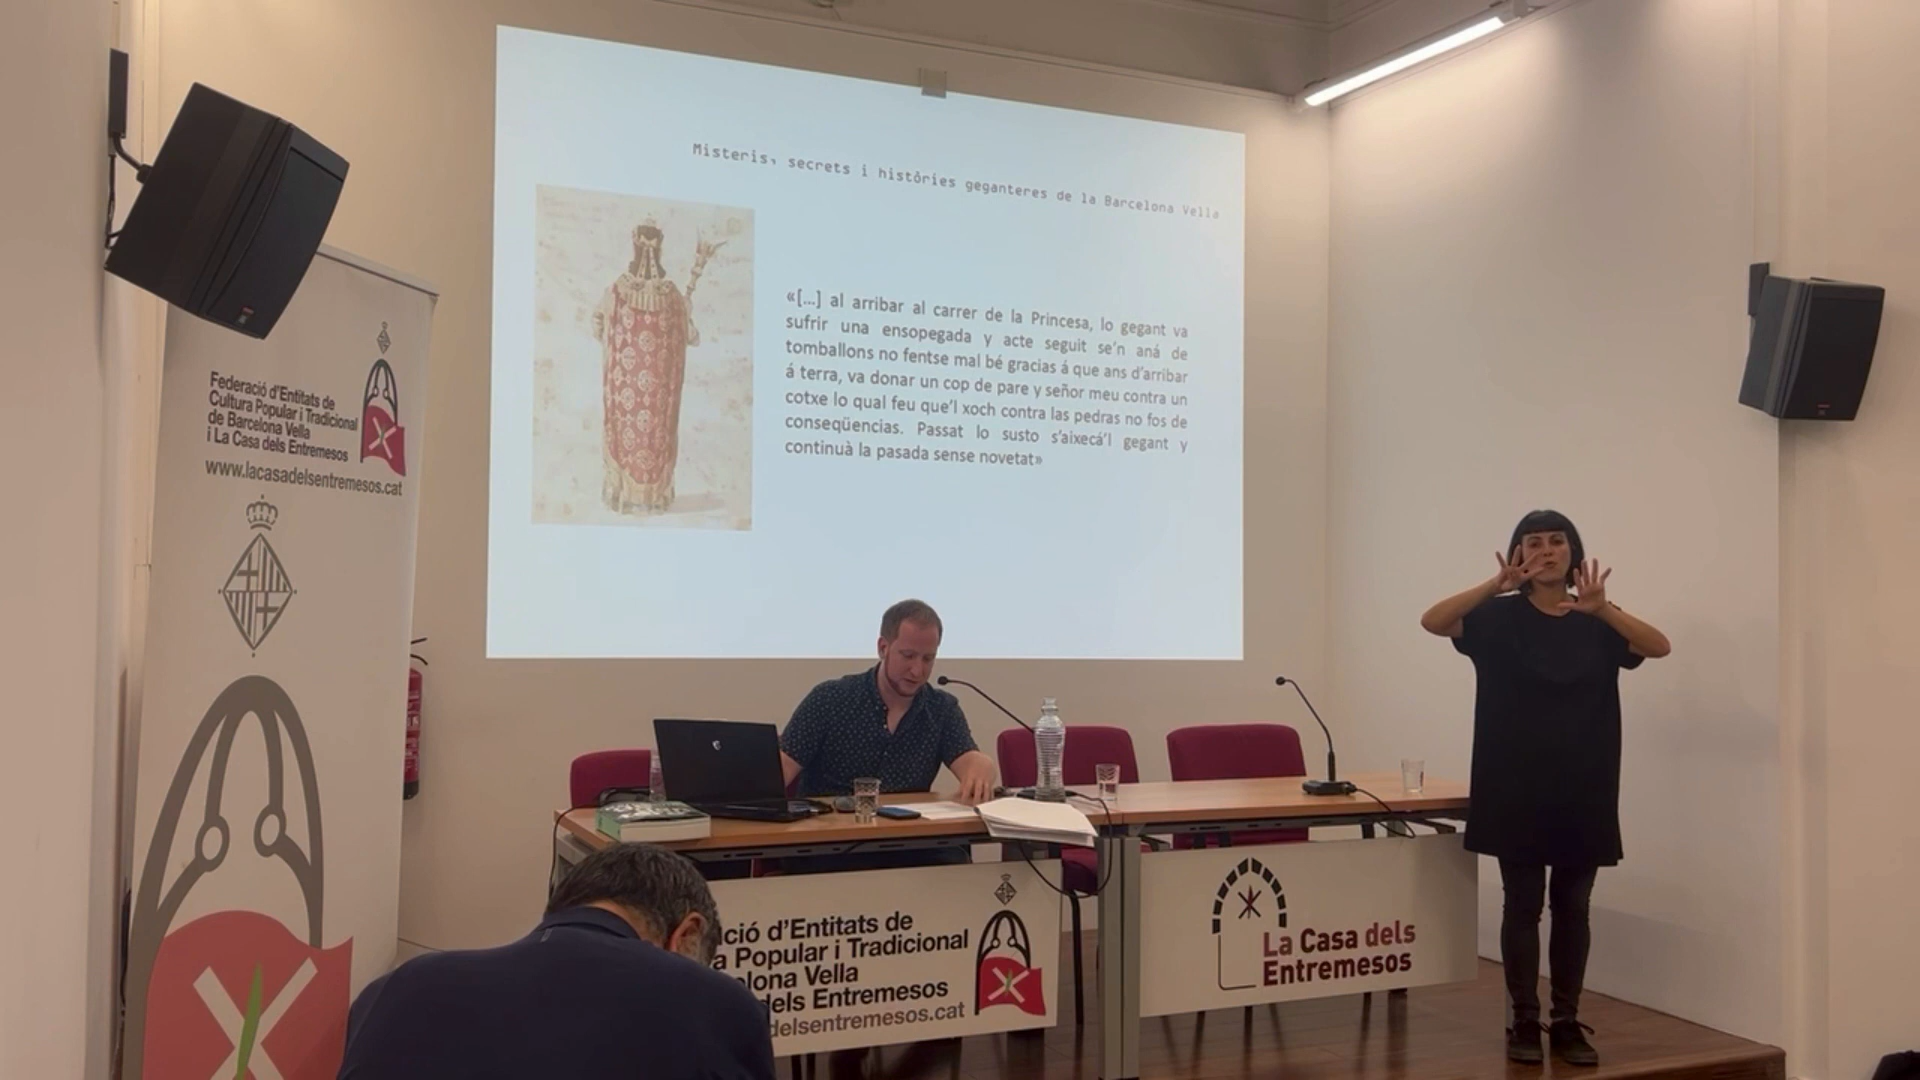 Misteris, secrets i històries geganteres de la Barcelona Vella
«[...] al arribar al carrer de la Princesa, lo gegant va
sufrir una ensopegada y acte seguit se'n aná de
tomballons no fentse mal bé gracias á que ans d'arribar
á terra, va donar un cop de pare y señor meu contra un
cotxe lo qual feu que'l xoch contra las pedras no fos de
conseqüencias. Passat lo susto s'aixecá'l gegant y
continuà la pasada sense novetat»
Federació d'Entitats de
Cultura Popular i Tradicional
de Barcelona Vella
i La Casa dels Entremesos
www.lacasadelsentremesos.cat
ció d'Entitats de
a Popular i Tradicional
elona Vella
dels Entremesos
delsentremesos.cat
La Casa dels
Entremesos